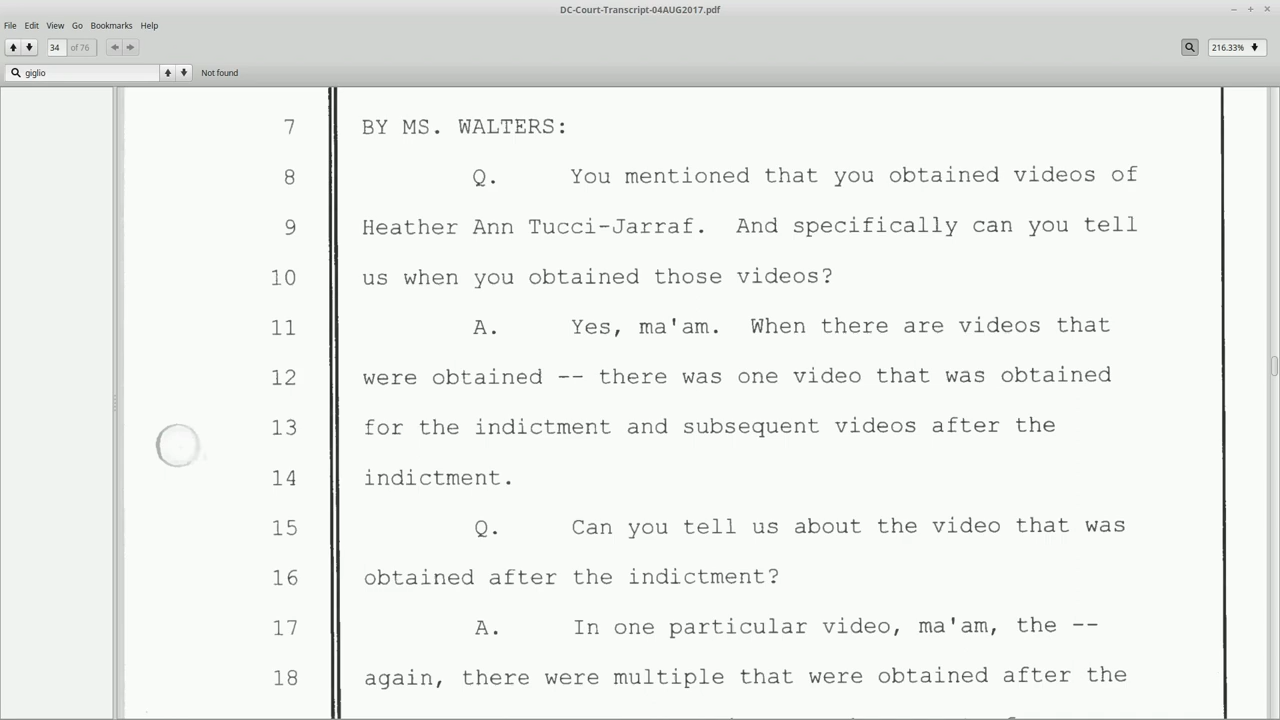 DC-Court-Transcript-04AUG2017.pdf
File Edit View Go Bookmarks Help
34 of 76
216.33%
giglio
Not found
7 BY MS. WALTERS:
8 Q. You mentioned that you obtained videos of
9 Heather Ann Tucci-Jarraf. And specifically can you tell
10 us when you obtained those videos?
11 A. Yes, ma'am. When there are videos that
12 were obtained -- there was one video that was obtained
13 for the indictment and subsequent videos after the
14 indictment.
15 Q. Can you tell us about the video that was
16 obtained after the indictment?
17 A. In one particular video, ma'am, the --
18 again, there were multiple that were obtained after the